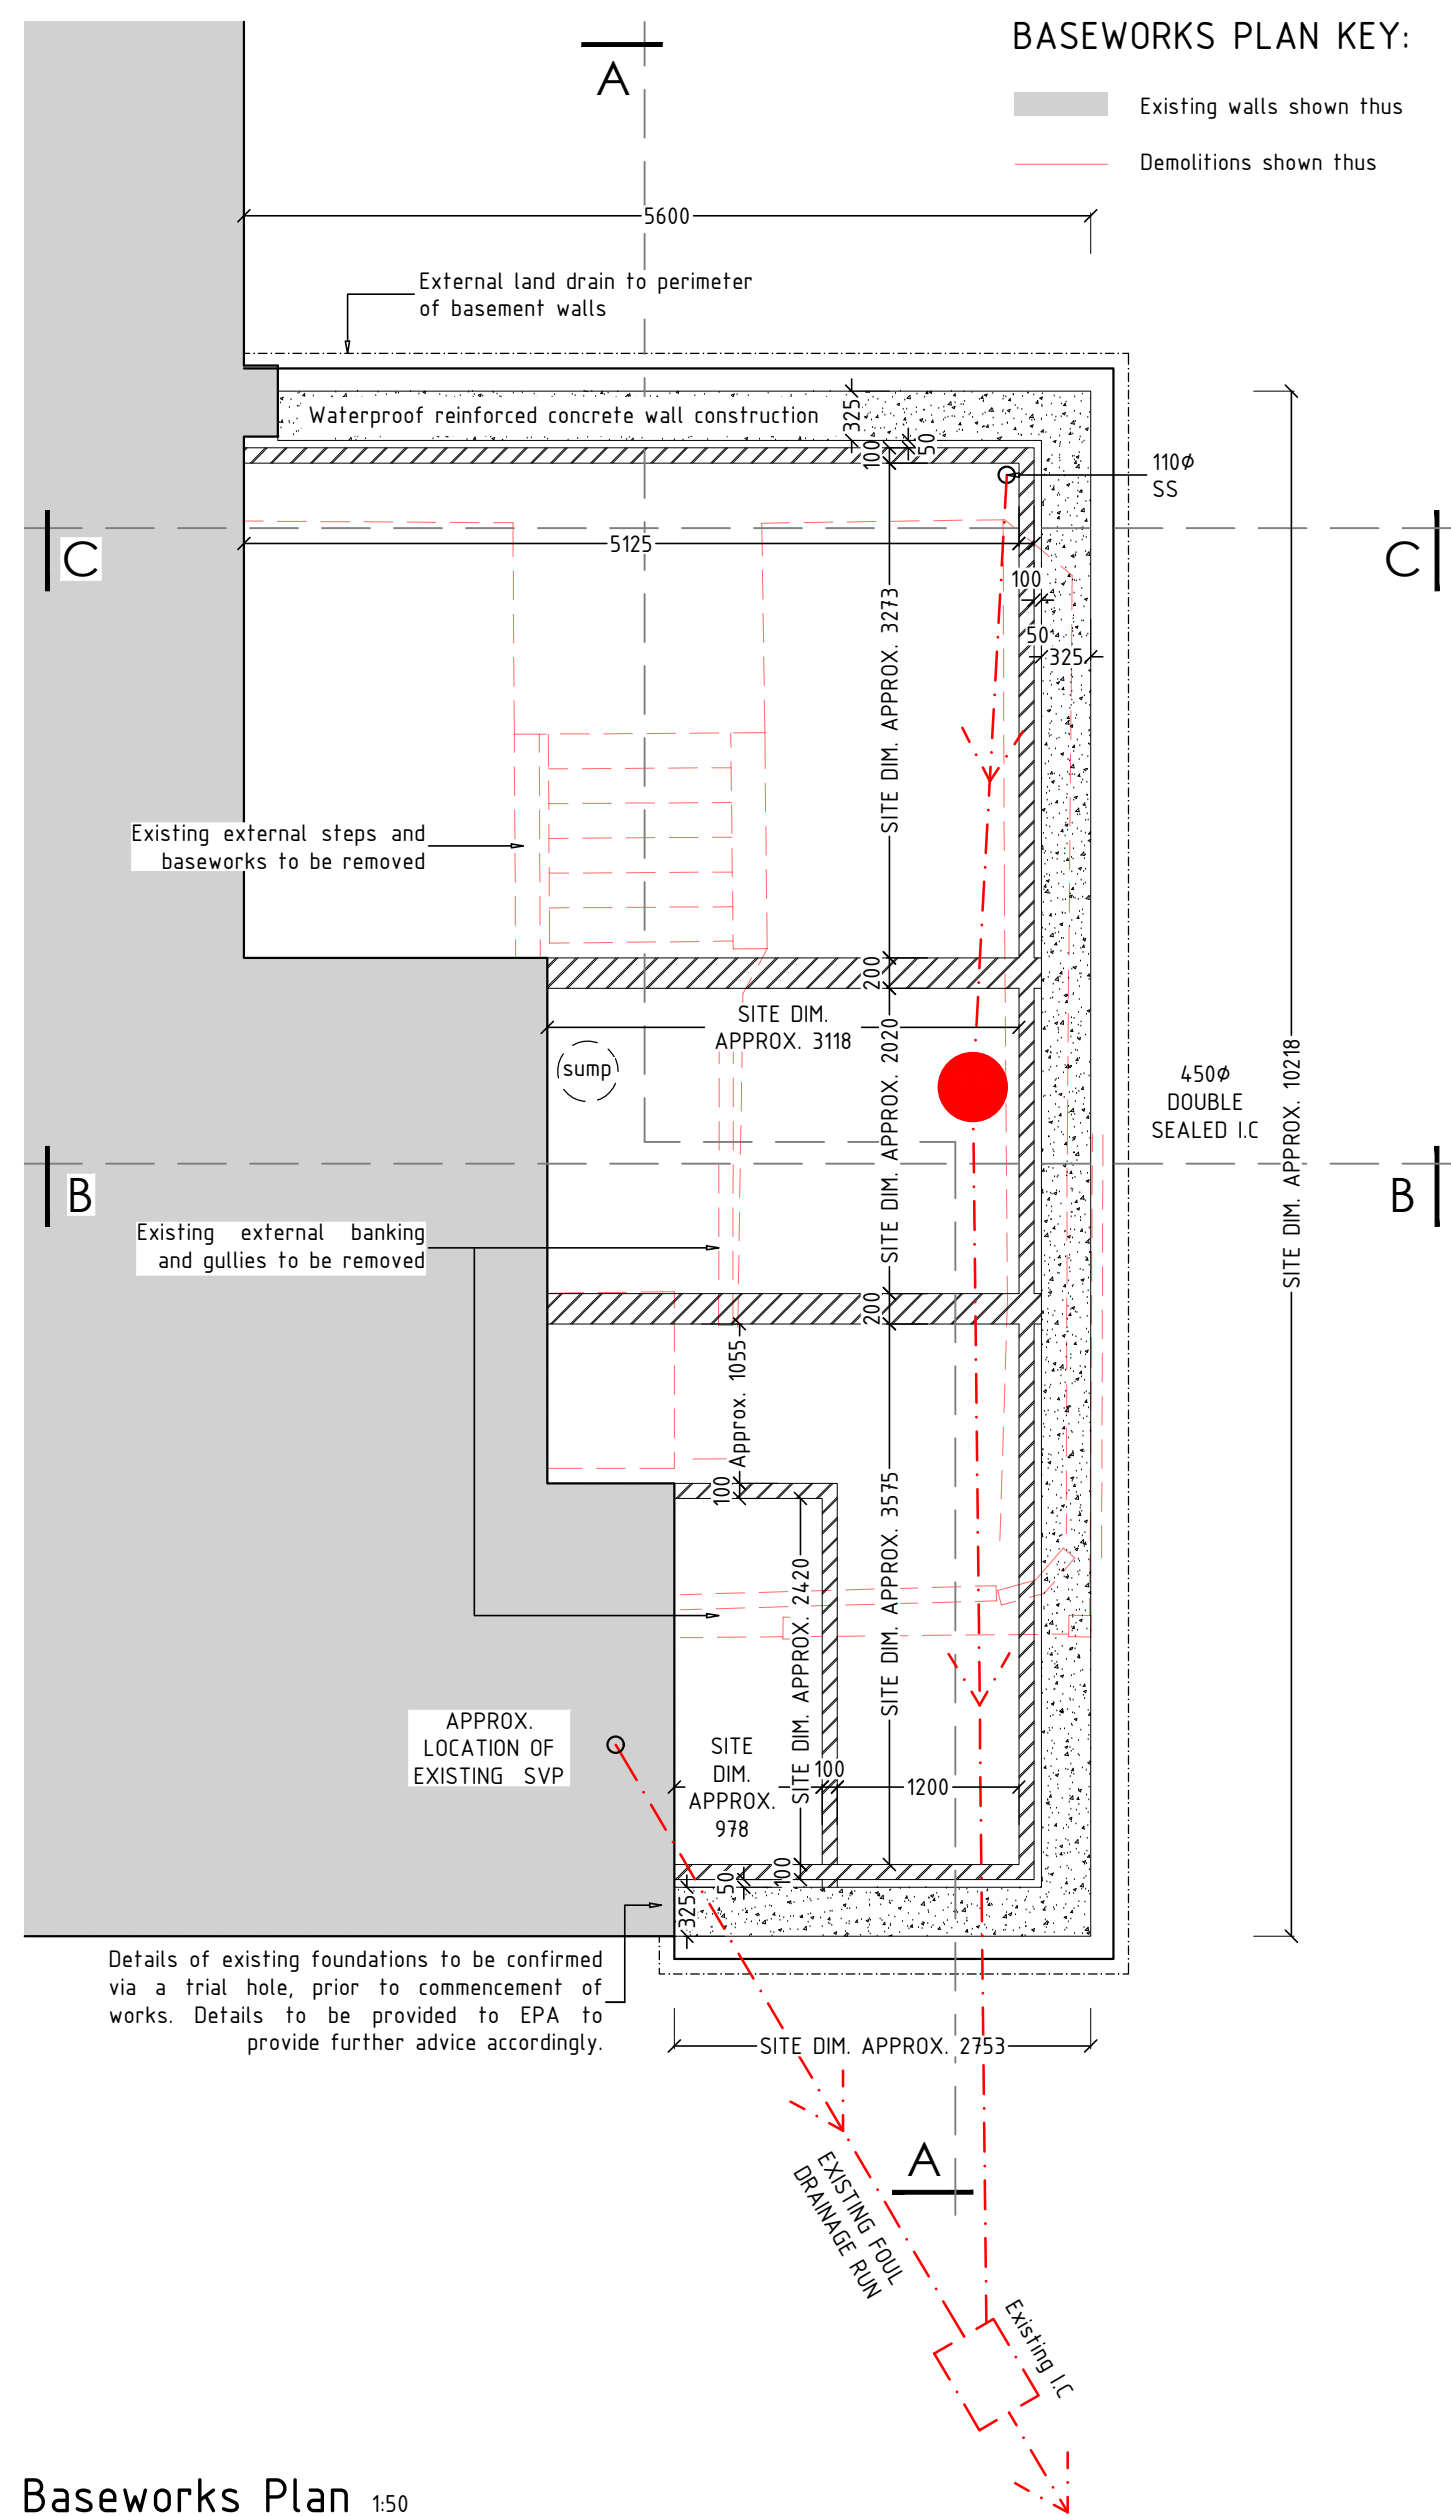 BASEWORKS PLAN KEY:
Existing walls shown thus
Demolitions shown thus
A
5600
External land drain to perimeter
of basement walls
Waterproof reinforced concrete wall construction
325
100
50
110Ø
SS
C
C
5125
100
50
325
SITE DIM. APPROX. 3273
Existing external steps and
baseworks to be removed
200
SITE DIM.
APPROX. 3118
sump
SITE DIM. APPROX. 2020
450Ø
DOUBLE
SEALED I.C
SITE DIM. APPROX. 10218
B
B
Existing external banking
and gullies to be removed
200
Approx. 1055
100
SITE DIM. APPROX. 3575
SITE DIM. APPROX. 2420
APPROX.
LOCATION OF
EXISTING SVP
SITE
DIM.
APPROX.
978
100
1200
50
100
325
Details of existing foundations to be confirmed
via a trial hole, prior to commencement of
works. Details to be provided to EPA to
provide further advice accordingly.
SITE DIM. APPROX. 2753
A
EXISTING FOUL
DRAINAGE RUN
Existing I.C
Baseworks Plan 1:50